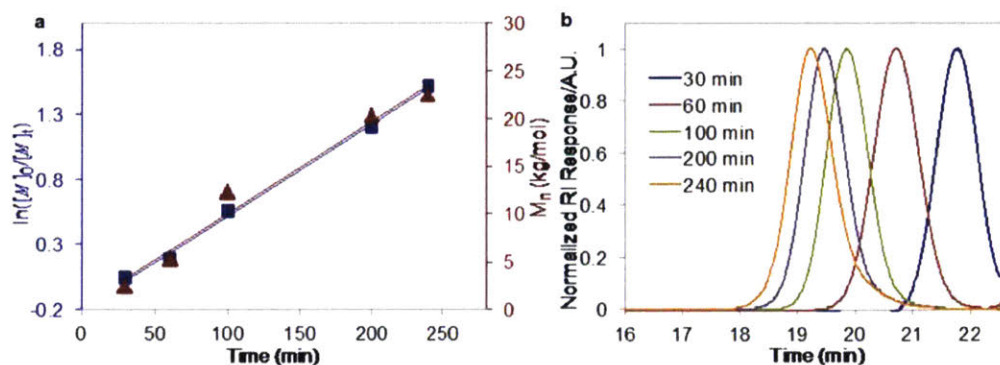 a
1.8
1.3
0.8
0.3
-0.2
ln([M]0/[M]t)
0
50
100
150
200
250
Time (min)
30
25
20
15
10
5
0
Mn (kg/mol)
b
1
0.8
0.6
0.4
0.2
0
Normalized RI Response/A.U.
30 min
60 min
100 min
200 min
240 min
16
17
18
19
20
21
22
Time (min)